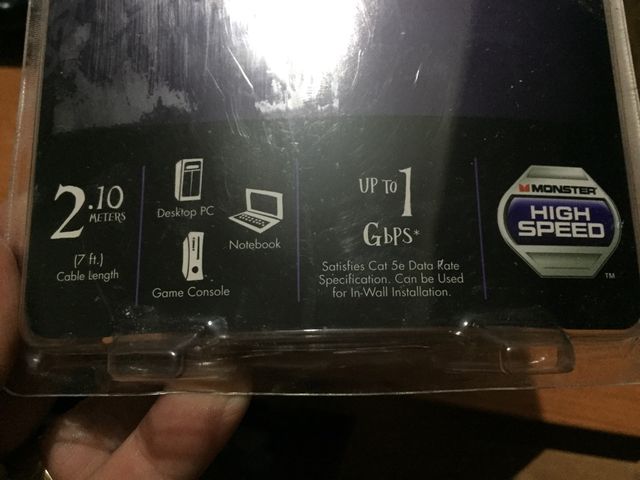 2.10
METERS
(7 ft.)
Cable Length
Desktop PC
Notebook
Game Console
UP TO 1
GbPS*
Satisfies Cat 5e Data Rate
Specification. Can be Used
for In-Wall Installation.
MONSTER
HIGH
SPEED
TM